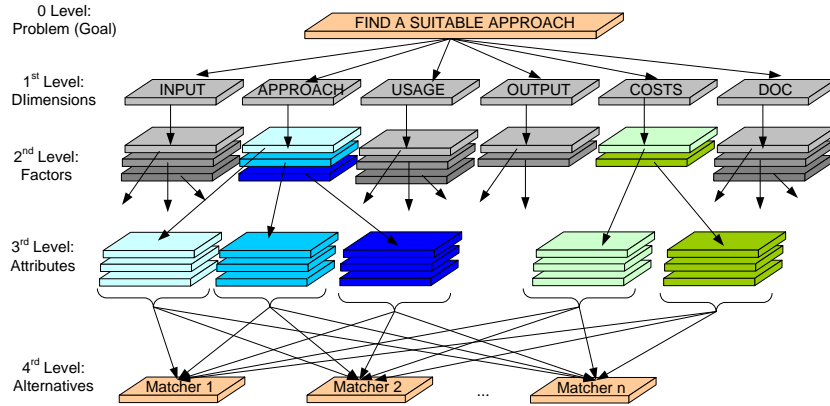 0 Level:
Problem (Goal)
FIND A SUITABLE APPROACH
1st Level:
DIimensions
INPUT
APPROACH
USAGE
OUTPUT
COSTS
DOC
2nd Level:
Factors
3rd Level:
Attributes
4rd Level:
Alternatives
Matcher 1
Matcher 2
...
Matcher n